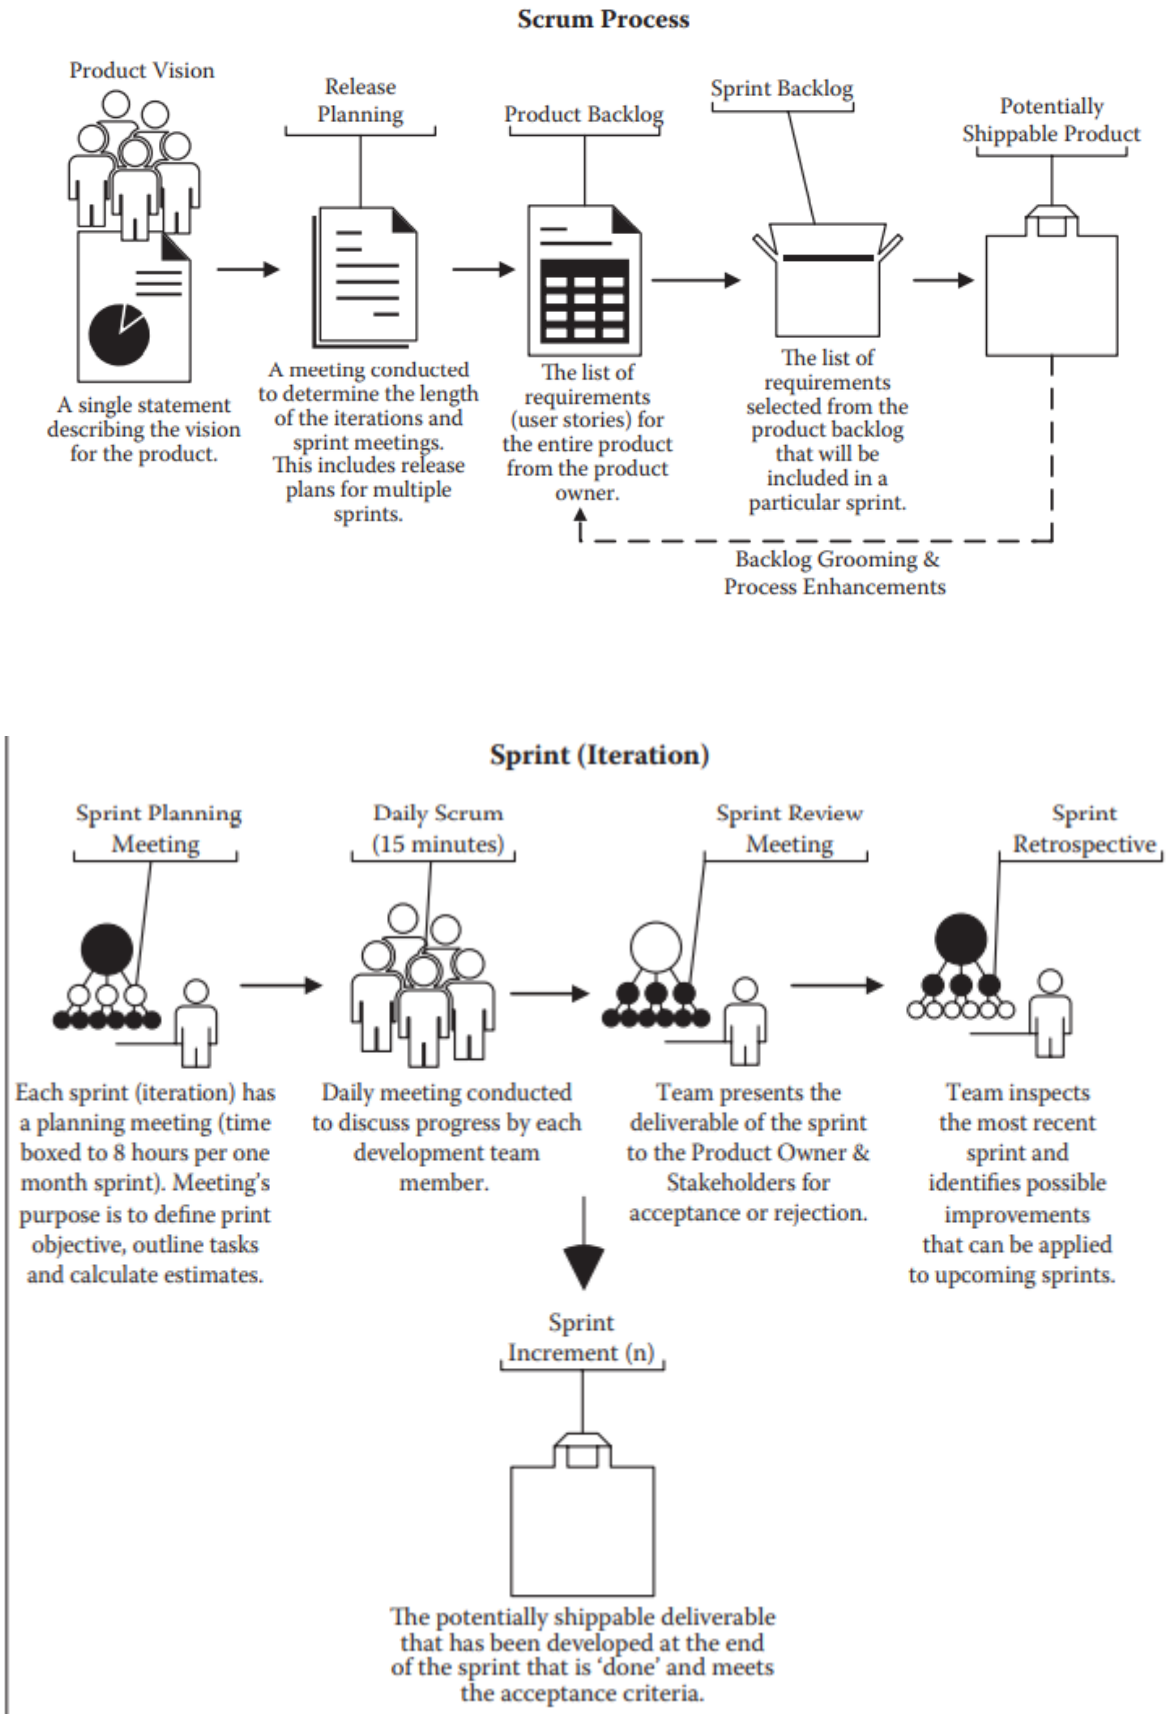 Scrum Process
Product Vision
Release
Planning
Product Backlog
Sprint Backlog
Potentially
Shippable Product
A single statement
describing the vision
for the product.
A meeting conducted
to determine the length
of the iterations and
sprint meetings.
This includes release
plans for multiple
sprints.
The list of
requirements
(user stories) for
the entire product
from the product
owner.
The list of
requirements
selected from the
product backlog
that will be
included in a
particular sprint.
Backlog Grooming &
Process Enhancements
Sprint (Iteration)
Sprint Planning
Meeting
Daily Scrum
(15 minutes)
Sprint Review
Meeting
Sprint
Retrospective
Each sprint (iteration) has
a planning meeting (time
boxed to 8 hours per one
month sprint). Meeting's
purpose is to define print
objective, outline tasks
and calculate estimates.
Daily meeting conducted
to discuss progress by each
development team
member.
Team presents the
deliverable of the sprint
to the Product Owner &
Stakeholders for
acceptance or rejection.
Team inspects
the most recent
sprint and
identifies possible
improvements
that can be applied
to upcoming sprints.
Sprint
Increment (n)
The potentially shippable deliverable
that has been developed at the end
of the sprint that is 'done' and meets
the acceptance criteria.